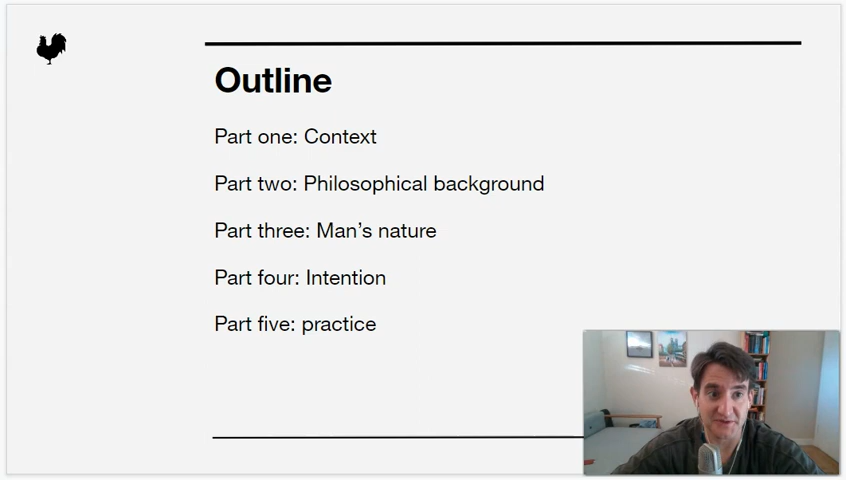 Outline
Part one: Context
Part two: Philosophical background
Part three: Man’s nature
Part four: Intention
Part five: practice